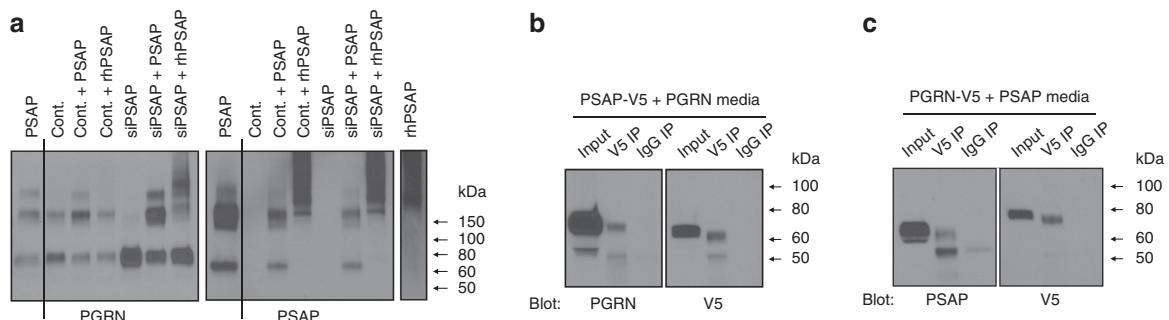 a
PSAP
Cont.
Cont. + PSAP
Cont. + rhPSAP
siPSAP
siPSAP + PSAP
siPSAP + rhPSAP
PSAP
Cont.
Cont. + PSAP
Cont. + rhPSAP
siPSAP
siPSAP + PSAP
siPSAP + rhPSAP
rhPSAP
kDa
150
100
80
60
50
PGRN
PSAP
b
PSAP-V5 + PGRN media
Input
V5 IP
IgG IP
Input
V5 IP
IgG IP
kDa
100
80
60
50
Blot:
PGRN
V5
c
PGRN-V5 + PSAP media
Input
V5 IP
IgG IP
Input
V5 IP
IgG IP
kDa
100
80
60
50
Blot:
PSAP
V5